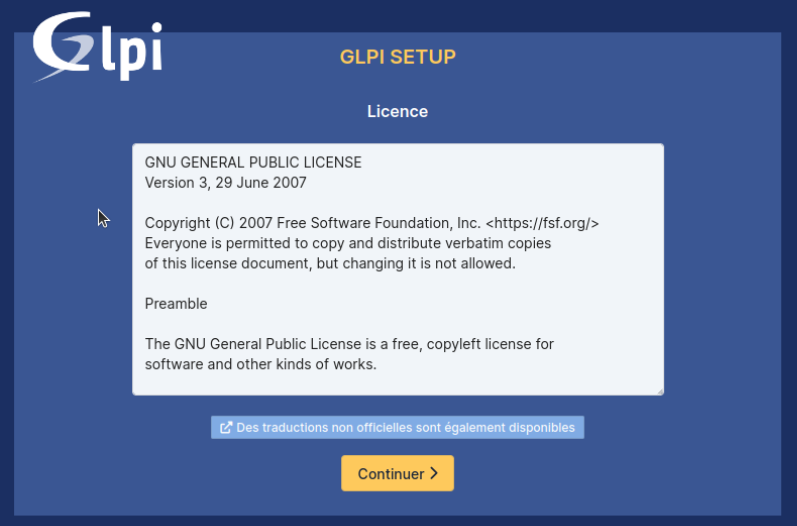 Glpi
GLPI SETUP
Licence
GNU GENERAL PUBLIC LICENSE
Version 3, 29 June 2007
Copyright (C) 2007 Free Software Foundation, Inc. <https://fsf.org/>
Everyone is permitted to copy and distribute verbatim copies
of this license document, but changing it is not allowed.
Preamble
The GNU General Public License is a free, copyleft license for
software and other kinds of works.
Des traductions non officielles sont également disponibles
Continuer